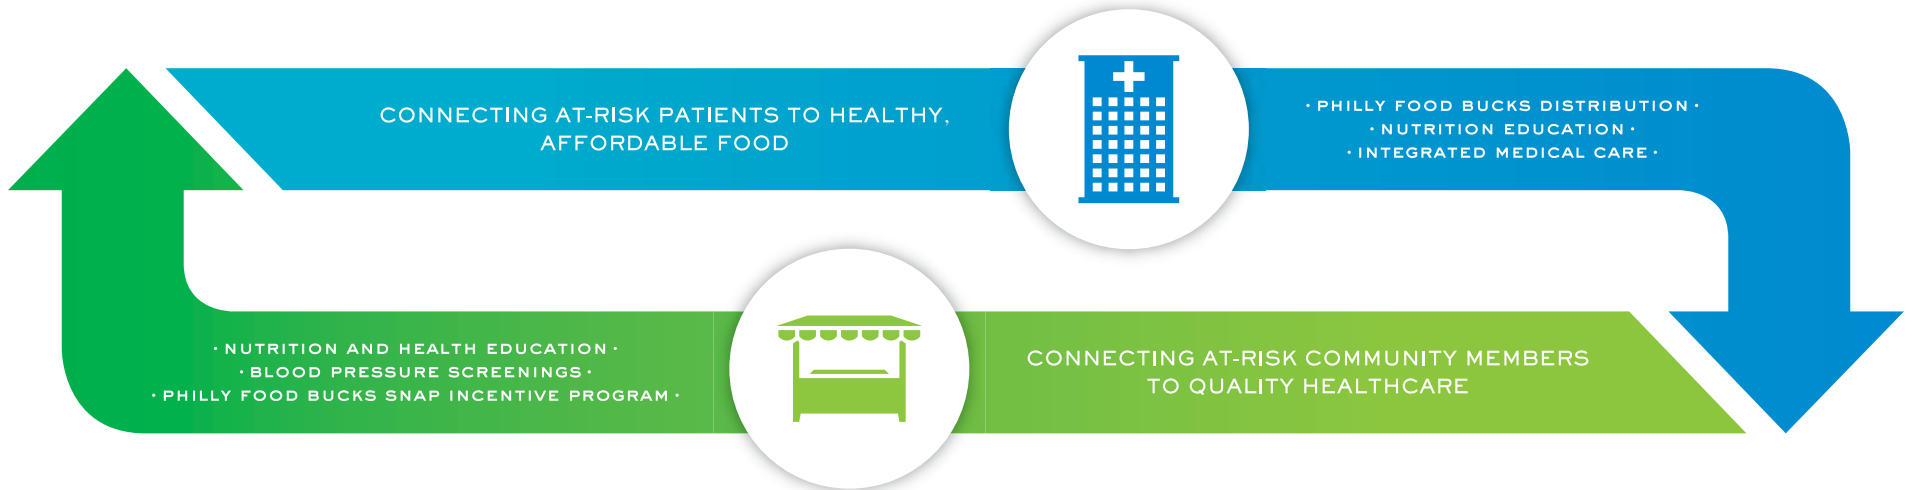 CONNECTING AT-RISK PATIENTS TO HEALTHY,
AFFORDABLE FOOD
· PHILLY FOOD BUCKS DISTRIBUTION ·
· NUTRITION EDUCATION ·
· INTEGRATED MEDICAL CARE ·
· NUTRITION AND HEALTH EDUCATION ·
· BLOOD PRESSURE SCREENINGS ·
· PHILLY FOOD BUCKS SNAP INCENTIVE PROGRAM ·
CONNECTING AT-RISK COMMUNITY MEMBERS
TO QUALITY HEALTHCARE